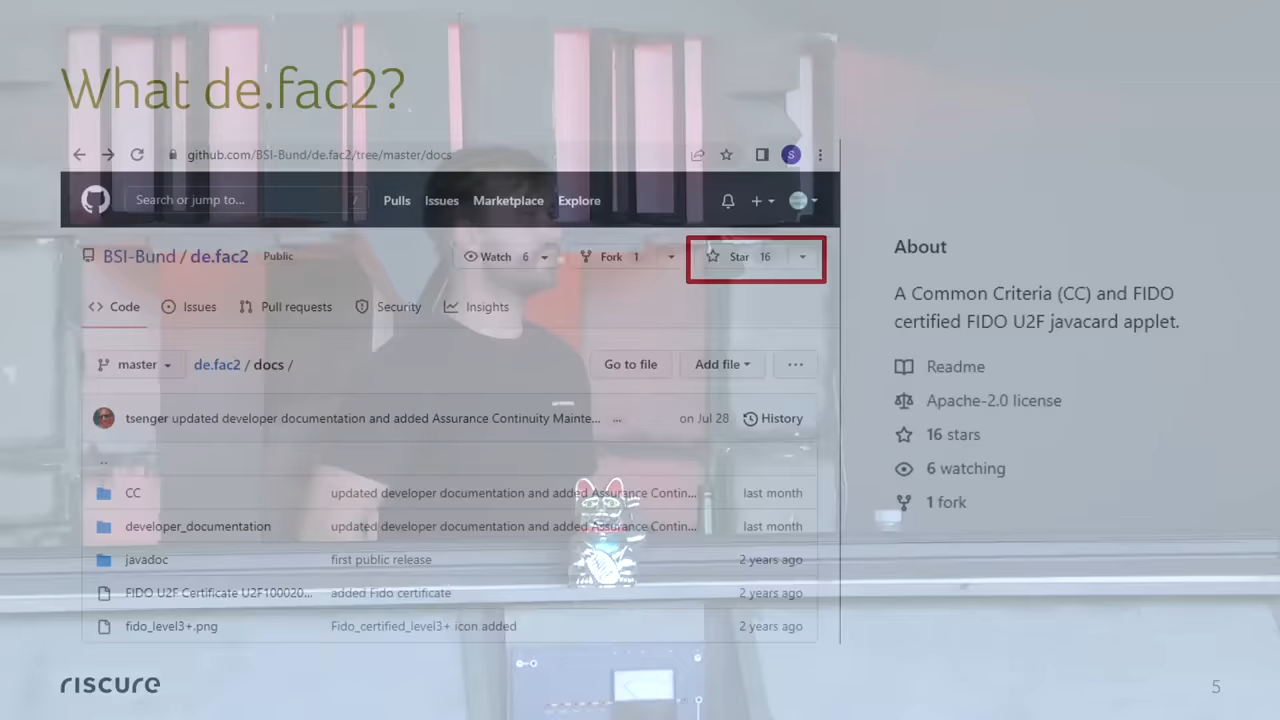 What de.fac2?
github.com/BSI-Bund/de.fac2/tree/master/docs
S
Search or jump to... /
Pulls Issues Marketplace Explore
BSI-Bund / de.fac2 Public
Watch 6 Fork 1 Star 16
Code Issues Pull requests Security Insights
master de.fac2 / docs / Go to file Add file ...
tsenger updated developer documentation and added Assurance Continuity Mainte... ... on Jul 28 History
..
CC updated developer documentation and added Assurance Contin... last month
developer_documentation updated developer documentation and added Assurance Contin... last month
javadoc first public release 2 years ago
FIDO U2F Certificate U2F100020... added Fido certificate 2 years ago
fido_level3+.png Fido_certified_level3+ icon added 2 years ago
About
A Common Criteria (CC) and FIDO
certified FIDO U2F javacard applet.
Readme
Apache-2.0 license
16 stars
6 watching
1 fork
riscure
5